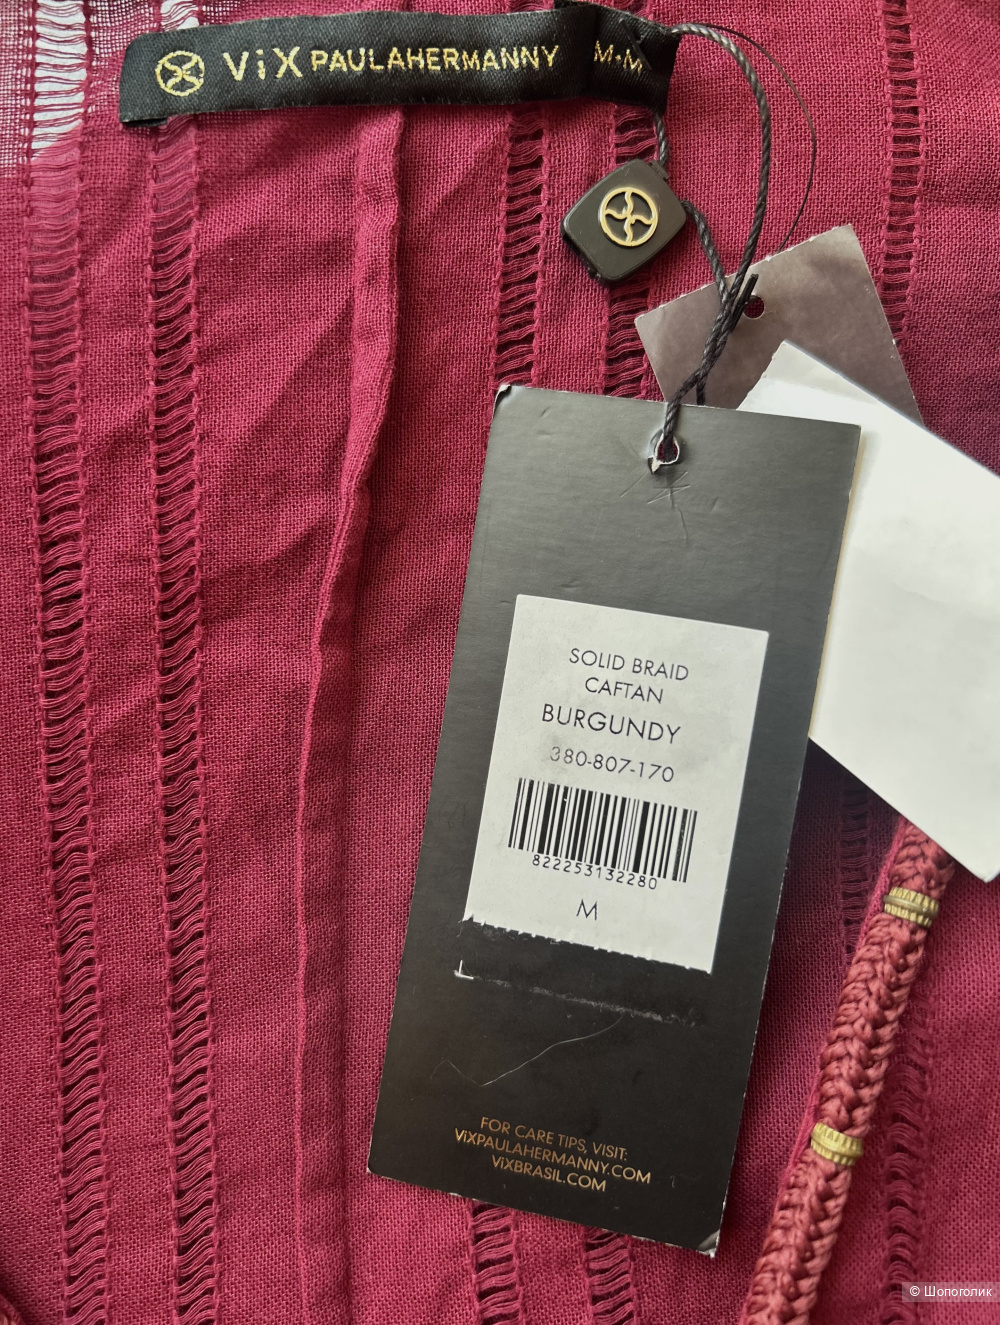 ViX PAULAHERMANNY
M·M
SOLID BRAID
CAFTAN
BURGUNDY
380-807-170
822253132280
M
FOR CARE TIPS, VISIT:
ViXPAULAHERMANNY.COM
ViXBRASIL.COM
© Шопоголик